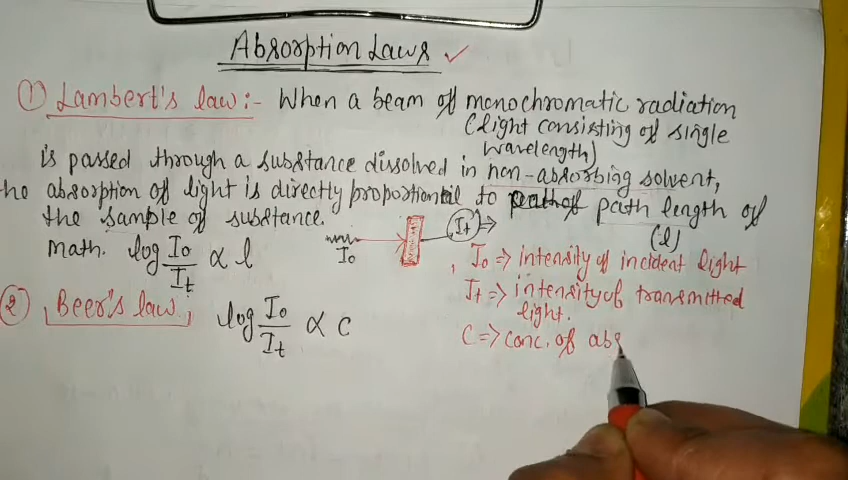 Absorption Laws
① Lambert's law:- When a beam of monochromatic radiation
(light consisting of single
wavelength)
is passed through a substance dissolved in non-absorbing solvent,
he absorption of light is directly proportional to path length of
(l)
the sample of substance.
math. log I₀/Iₜ ∝ l
I₀
Iₜ ⇒
I₀ => intensity of incident light
Iₜ => intensity of transmitted
light.
② Beer's law. log I₀/Iₜ ∝ C
C => conc. of abs